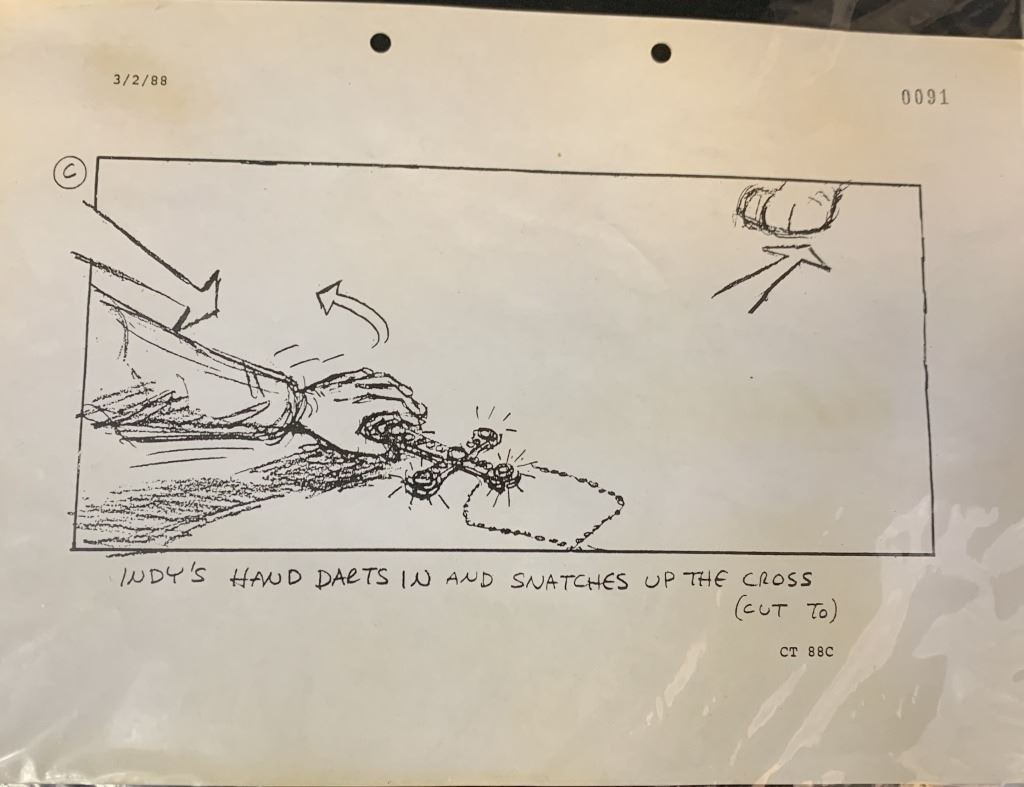 3/2/88
0091
C
INDY'S HAND DARTS IN AND SNATCHES UP THE CROSS
(CUT TO)
CT 88C